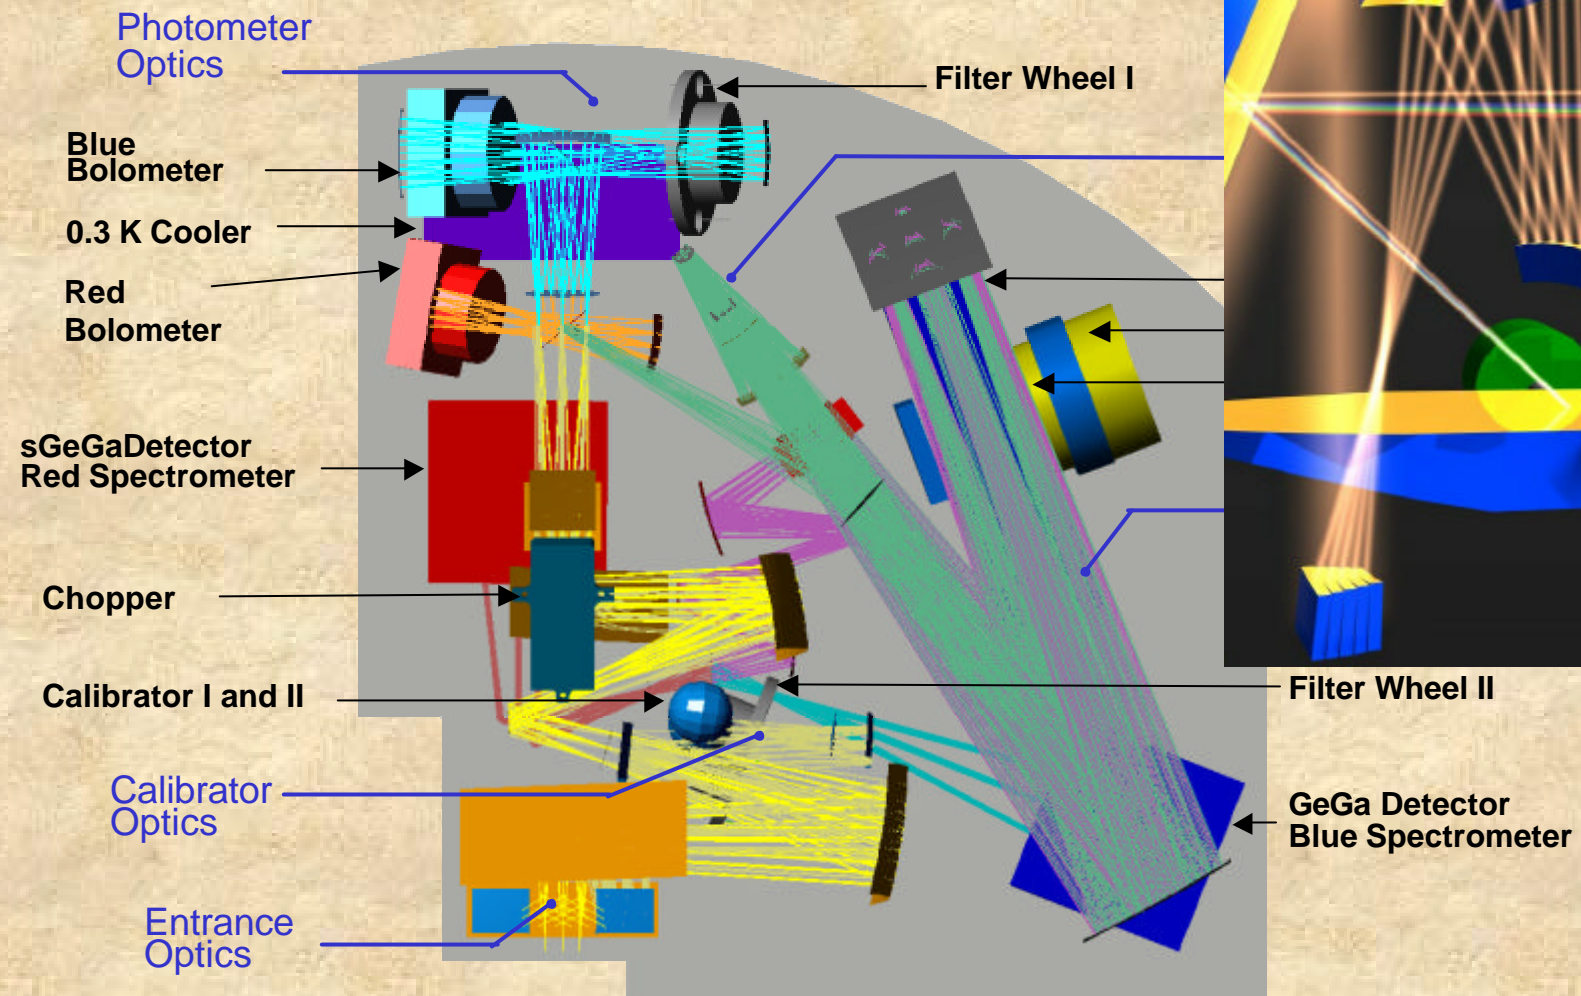 Photometer
Optics
Filter Wheel I
Blue
Bolometer
0.3 K Cooler
Red
Bolometer
sGeGaDetector
Red Spectrometer
Chopper
Calibrator I and II
Filter Wheel II
Calibrator
Optics
GeGa Detector
Blue Spectrometer
Entrance
Optics